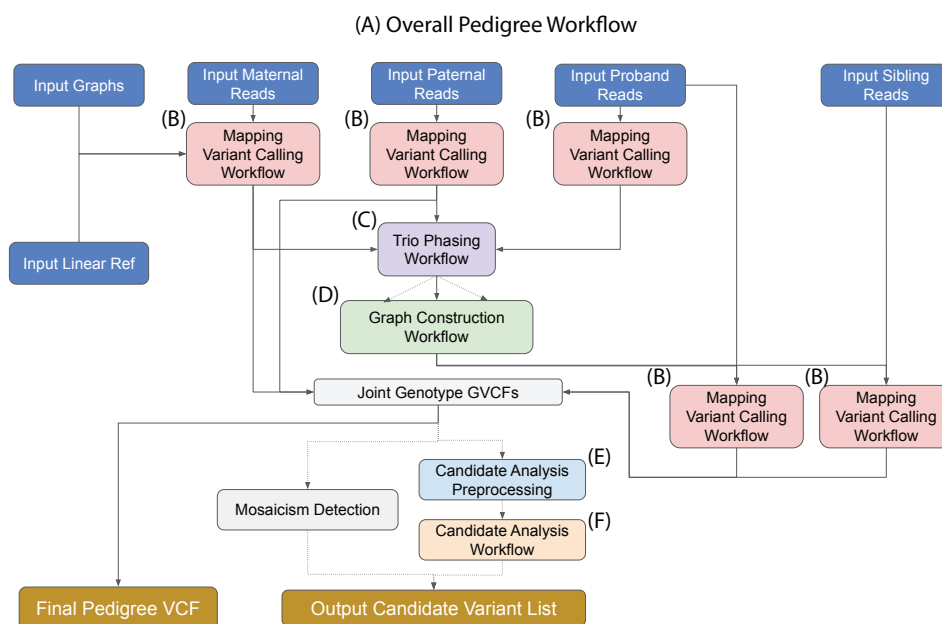 (A) Overall Pedigree Workflow
Input Graphs
Input Maternal
Reads
Input Paternal
Reads
Input Proband
Reads
Input Sibling
Reads
(B)
Mapping
Variant Calling
Workflow
(B)
Mapping
Variant Calling
Workflow
(B)
Mapping
Variant Calling
Workflow
Input Linear Ref
(C)
Trio Phasing
Workflow
(D)
Graph Construction
Workflow
(B)
Mapping
Variant Calling
Workflow
(B)
Mapping
Variant Calling
Workflow
Joint Genotype GVCFs
Mosaicism Detection
(E)
Candidate Analysis
Preprocessing
(F)
Candidate Analysis
Workflow
Final Pedigree VCF
Output Candidate Variant List